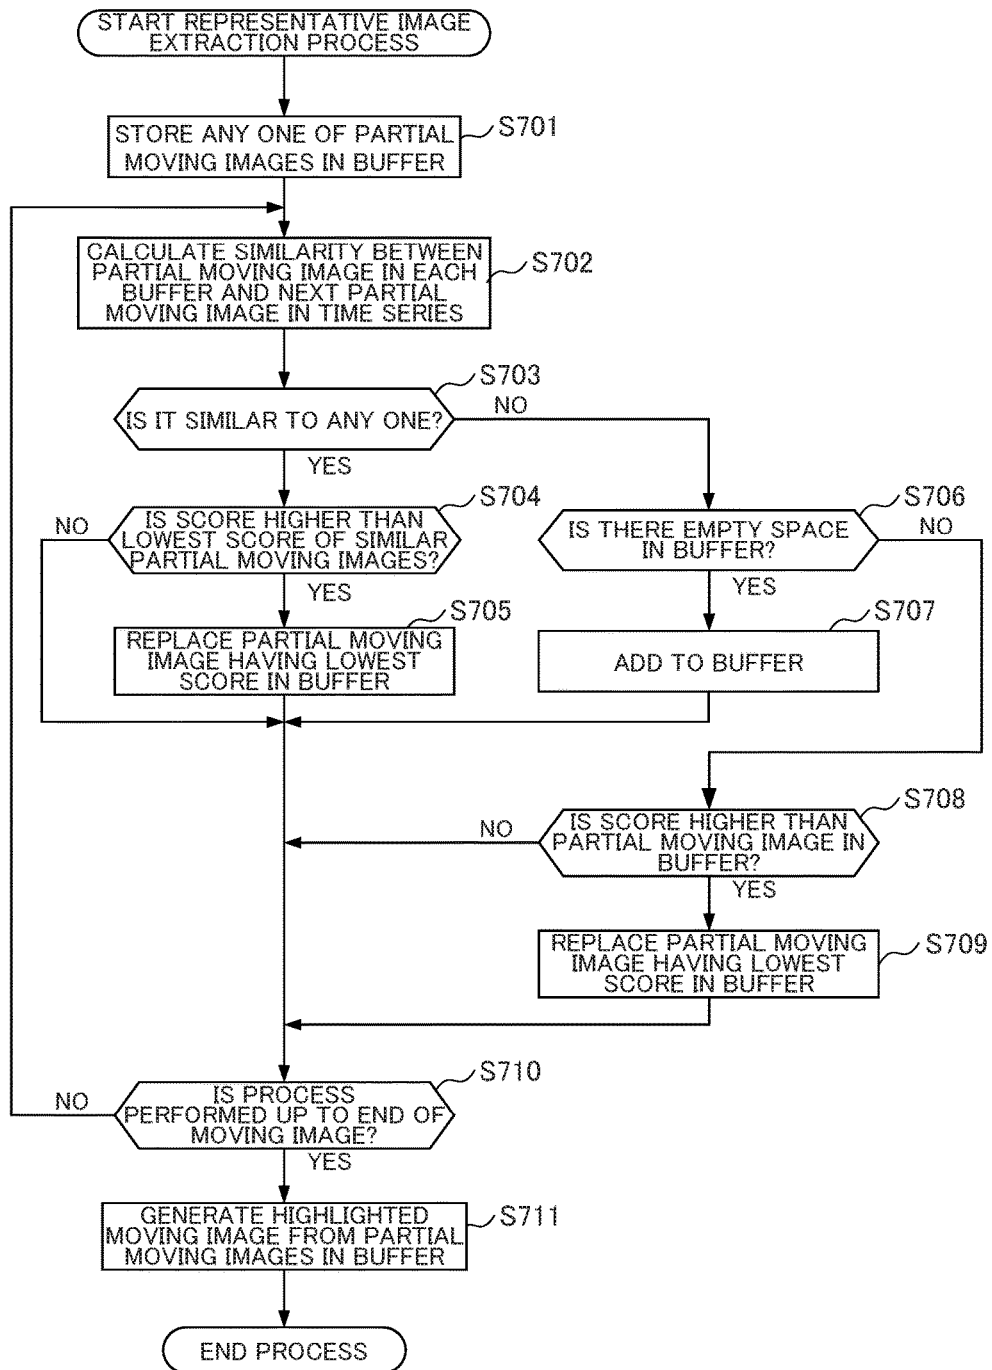 START REPRESENTATIVE IMAGE
EXTRACTION PROCESS
STORE ANY ONE OF PARTIAL
MOVING IMAGES IN BUFFER
S701
CALCULATE SIMILARITY BETWEEN
PARTIAL MOVING IMAGE IN EACH
BUFFER AND NEXT PARTIAL
MOVING IMAGE IN TIME SERIES
S702
IS IT SIMILAR TO ANY ONE?
S703
NO
YES
IS SCORE HIGHER THAN
LOWEST SCORE OF SIMILAR
PARTIAL MOVING IMAGES?
S704
NO
YES
REPLACE PARTIAL MOVING
IMAGE HAVING LOWEST
SCORE IN BUFFER
S705
IS THERE EMPTY SPACE
IN BUFFER?
S706
NO
YES
ADD TO BUFFER
S707
IS SCORE HIGHER THAN
PARTIAL MOVING IMAGE IN
BUFFER?
S708
NO
YES
REPLACE PARTIAL MOVING
IMAGE HAVING LOWEST
SCORE IN BUFFER
S709
IS PROCESS
PERFORMED UP TO END OF
MOVING IMAGE?
S710
NO
YES
GENERATE HIGHLIGHTED
MOVING IMAGE FROM PARTIAL
MOVING IMAGES IN BUFFER
S711
END PROCESS